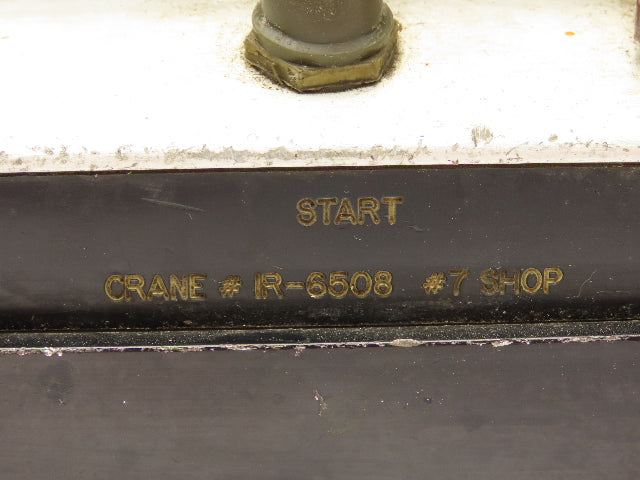 START
CRANE # IR-6508 #7 SHOP